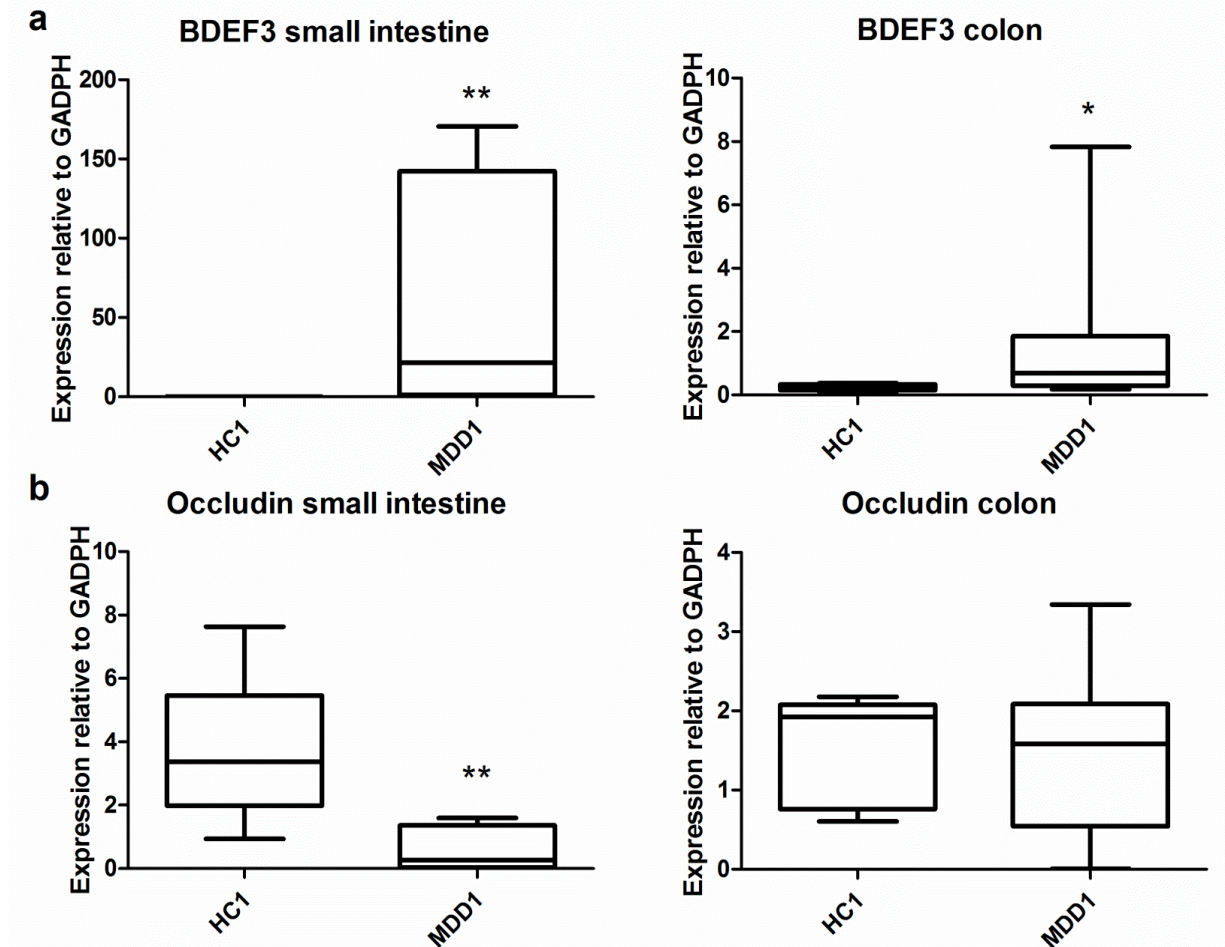 a
BDEF3 small intestine
Expression relative to GADPH
200
150
100
50
0
**
HC1
MDD1
BDEF3 colon
Expression relative to GADPH
10
8
6
4
2
0
*
HC1
MDD1
b
Occludin small intestine
Expression relative to GADPH
10
8
6
4
2
0
**
HC1
MDD1
Occludin colon
Expression relative to GADPH
4
3
2
1
0
HC1
MDD1